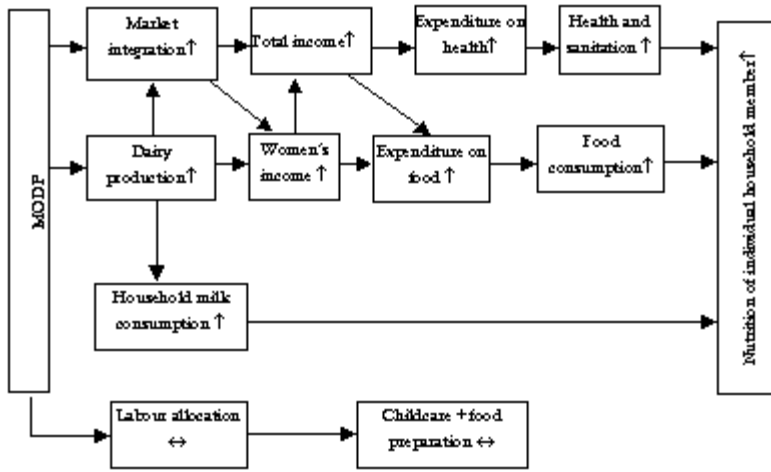 MODP
Market
integration↑
Total income↑
Expenditure on
health↑
Health and
sanitation ↑
Dairy
production↑
Women's
income ↑
Expenditure on
food ↑
Food
consumption ↑
Household milk
consumption ↑
Labour allocation
↔
Childcare + food
preparation ↔
Nutrition of individual household member↑